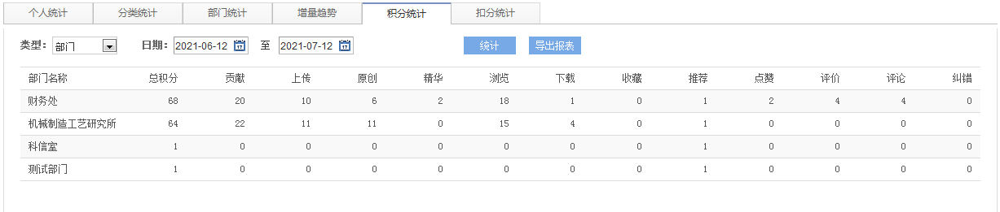 个人统计 分类统计 部门统计 增量趋势 积分统计 扣分统计
类型： 部门 日期： 2021-06-12 至 2021-07-12 统计 导出报表
部门名称 总积分 贡献 上传 原创 精华 浏览 下载 收藏 推荐 点赞 评价 评论 纠错
财务处 68 20 10 6 2 18 1 0 1 2 4 4 0
机械制造工艺研究所 64 22 11 11 0 15 4 0 1 0 0 0 0
科信室 1 0 0 0 0 0 0 0 1 0 0 0 0
测试部门 1 0 0 0 0 0 0 0 1 0 0 0 0